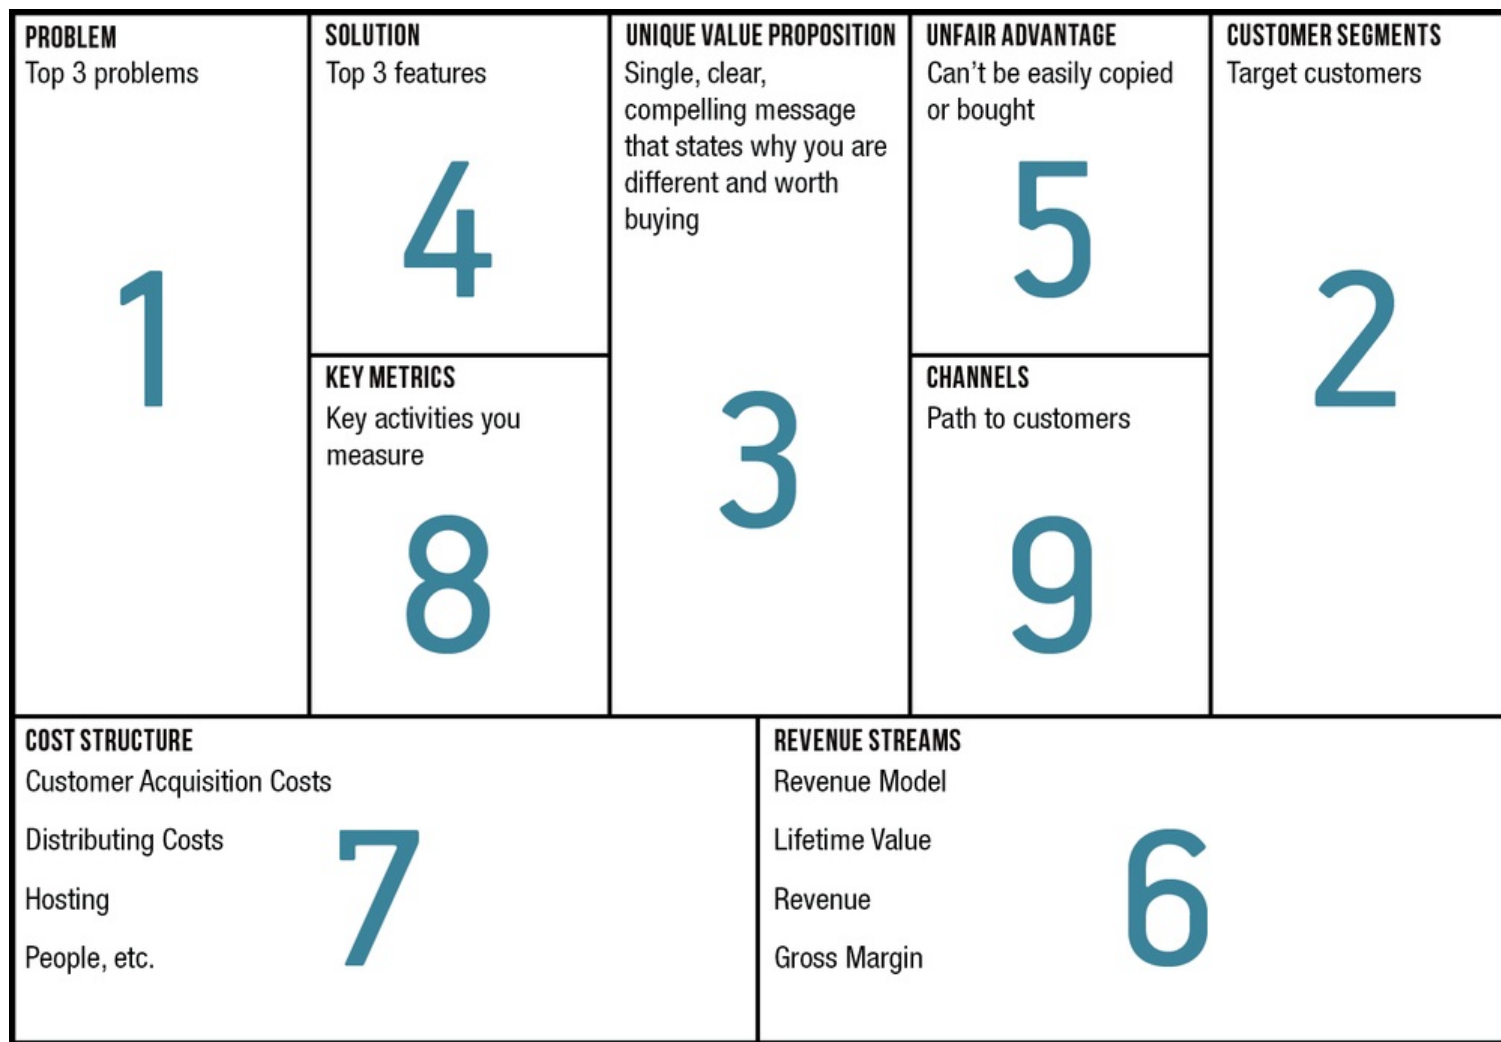 PROBLEM
Top 3 problems
1
SOLUTION
Top 3 features
4
KEY METRICS
Key activities you
measure
8
UNIQUE VALUE PROPOSITION
Single, clear,
compelling message
that states why you are
different and worth
buying
3
UNFAIR ADVANTAGE
Can't be easily copied
or bought
5
CHANNELS
Path to customers
9
CUSTOMER SEGMENTS
Target customers
2
COST STRUCTURE
Customer Acquisition Costs
Distributing Costs
Hosting
People, etc.
7
REVENUE STREAMS
Revenue Model
Lifetime Value
Revenue
Gross Margin
6